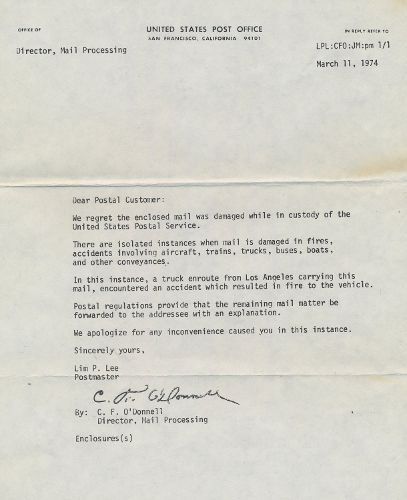 OFFICE OF
UNITED STATES POST OFFICE
IN REPLY REFER TO
SAN FRANCISCO, CALIFORNIA 94101
Director, Mail Processing
LPL:CFO:JM:pm 1/1
March 11, 1974
Dear Postal Customer:
We regret the enclosed mail was damaged while in custody of the
United States Postal Service.
There are isolated instances when mail is damaged in fires,
accidents involving aircraft, trains, trucks, buses, boats,
and other conveyances.
In this instance, a truck enroute from Los Angeles carrying this
mail, encountered an accident which resulted in fire to the vehicle.
Postal regulations provide that the remaining mail matter be
forwarded to the addressee with an explanation.
We apologize for any inconvenience caused you in this instance.
Sincerely yours,
Lim P. Lee
Postmaster
C. F. O'Donnell
By: C. F. O'Donnell
Director, Mail Processing
Enclosures(s)